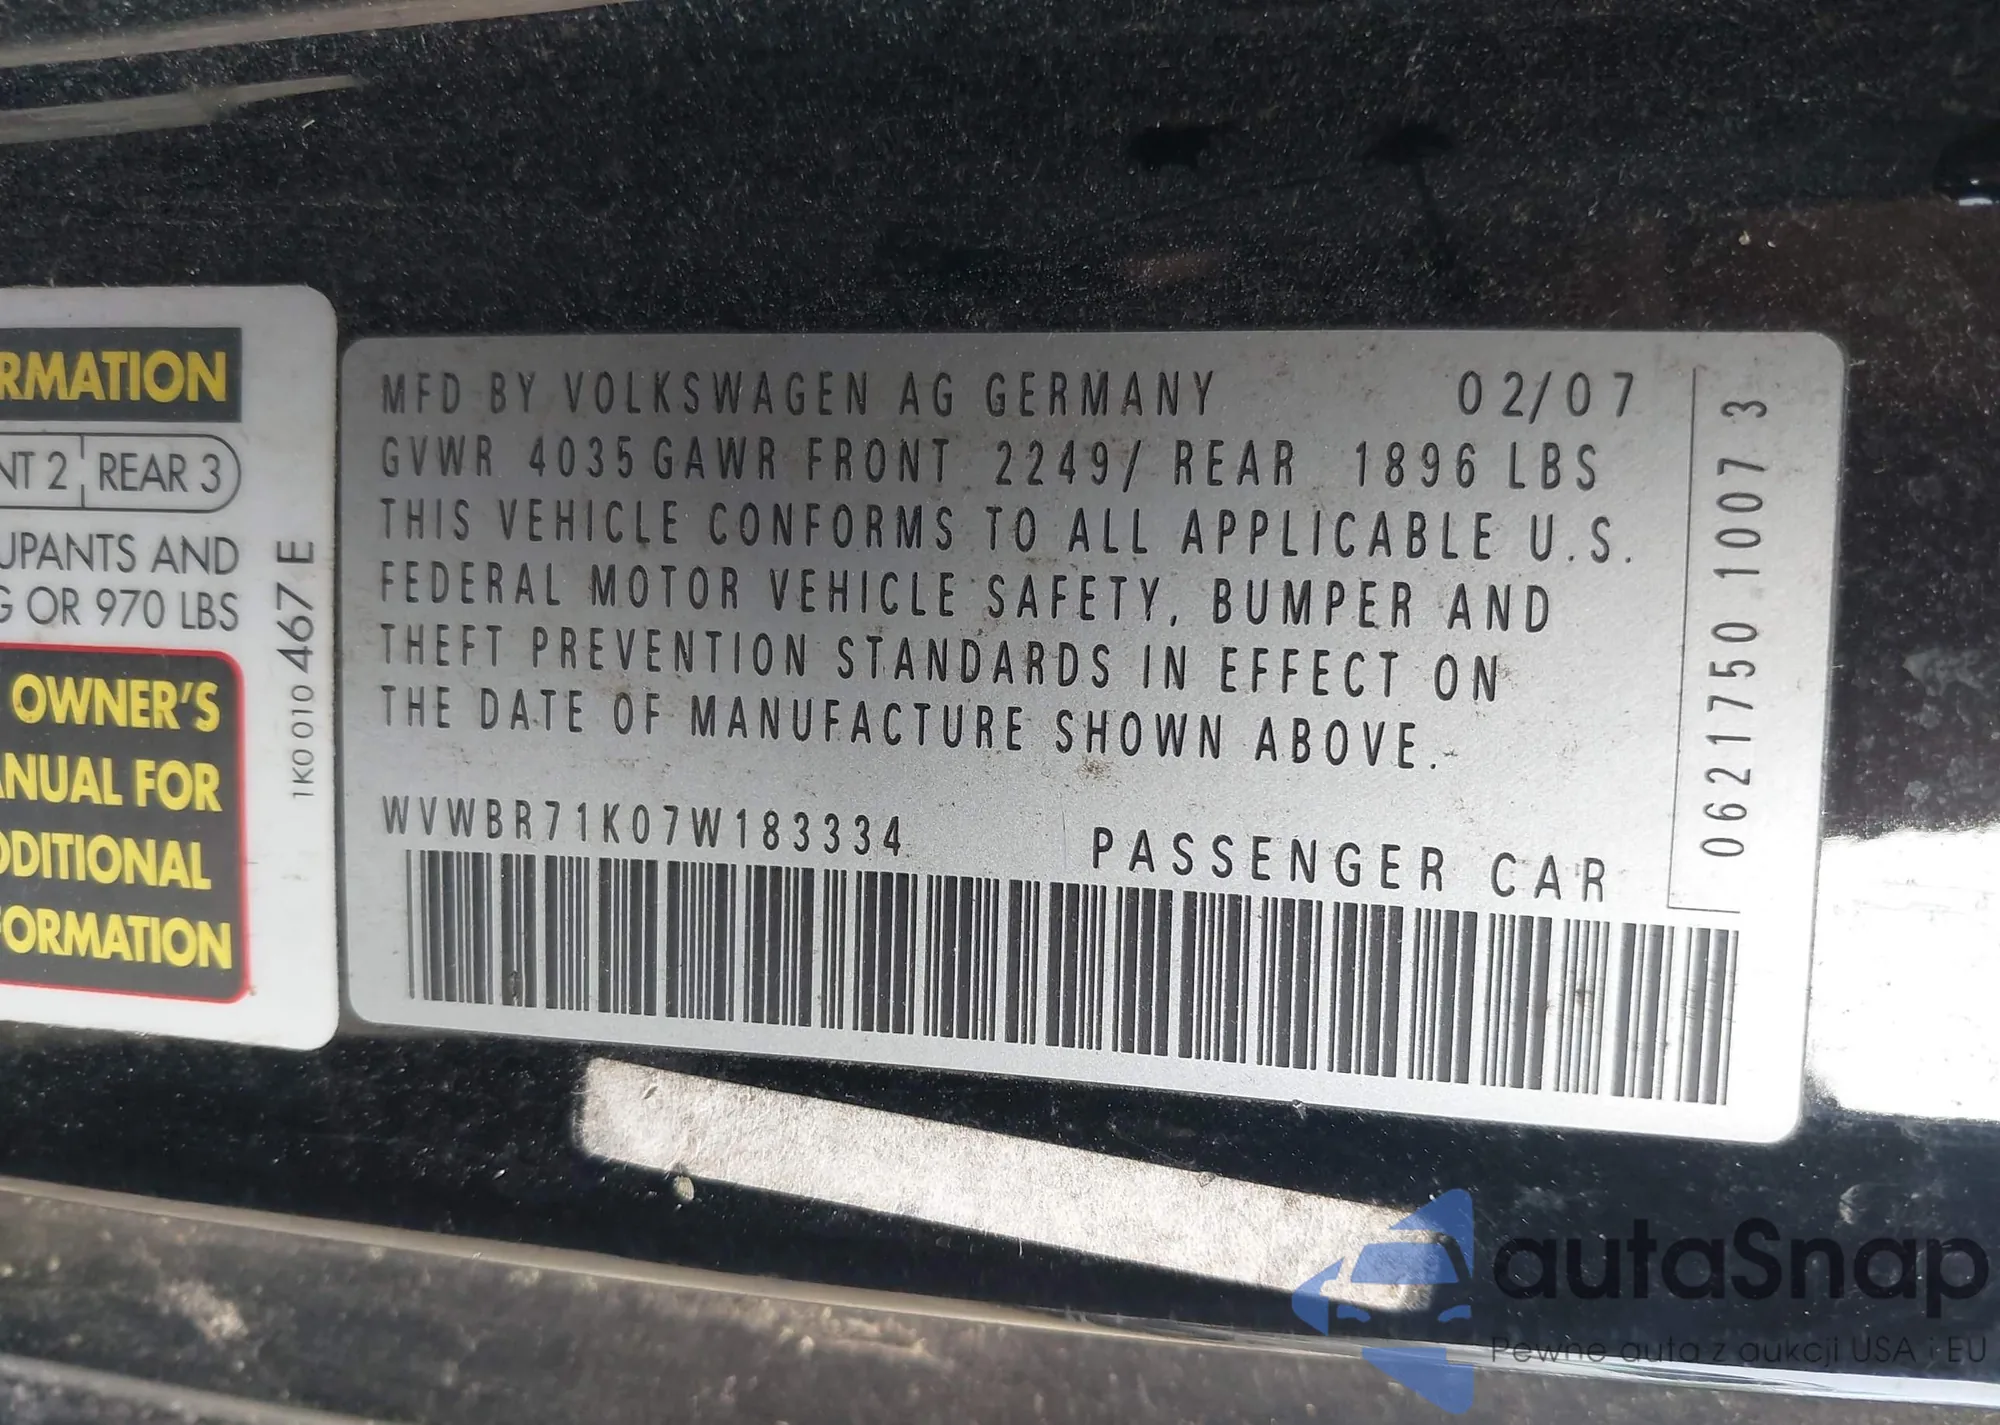 RMATION
NT 2 REAR 3
UPANTS AND
G OR 970 LBS
OWNER'S
ANUAL FOR
DDITIONAL
FORMATION
1K0 010 467 E
MFD BY VOLKSWAGEN AG GERMANY 02/07
GVWR 4035 GAWR FRONT 2249/ REAR 1896 LBS
THIS VEHICLE CONFORMS TO ALL APPLICABLE U.S.
FEDERAL MOTOR VEHICLE SAFETY, BUMPER AND
THEFT PREVENTION STANDARDS IN EFFECT ON
THE DATE OF MANUFACTURE SHOWN ABOVE.
WVWBR71K07W183334 PASSENGER CAR
0621750 1007 3
autaSnap
Pewne auta z aukcji USA i EU